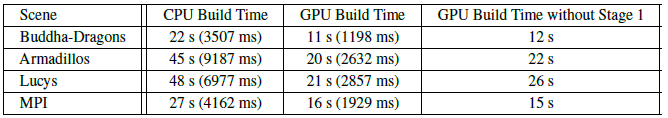 Scene CPU Build Time GPU Build Time GPU Build Time without Stage 1
Buddha-Dragons 22 s (3507 ms) 11 s (1198 ms) 12 s
Armadillos 45 s (9187 ms) 20 s (2632 ms) 22 s
Lucys 48 s (6977 ms) 21 s (2857 ms) 26 s
MPI 27 s (4162 ms) 16 s (1929 ms) 15 s